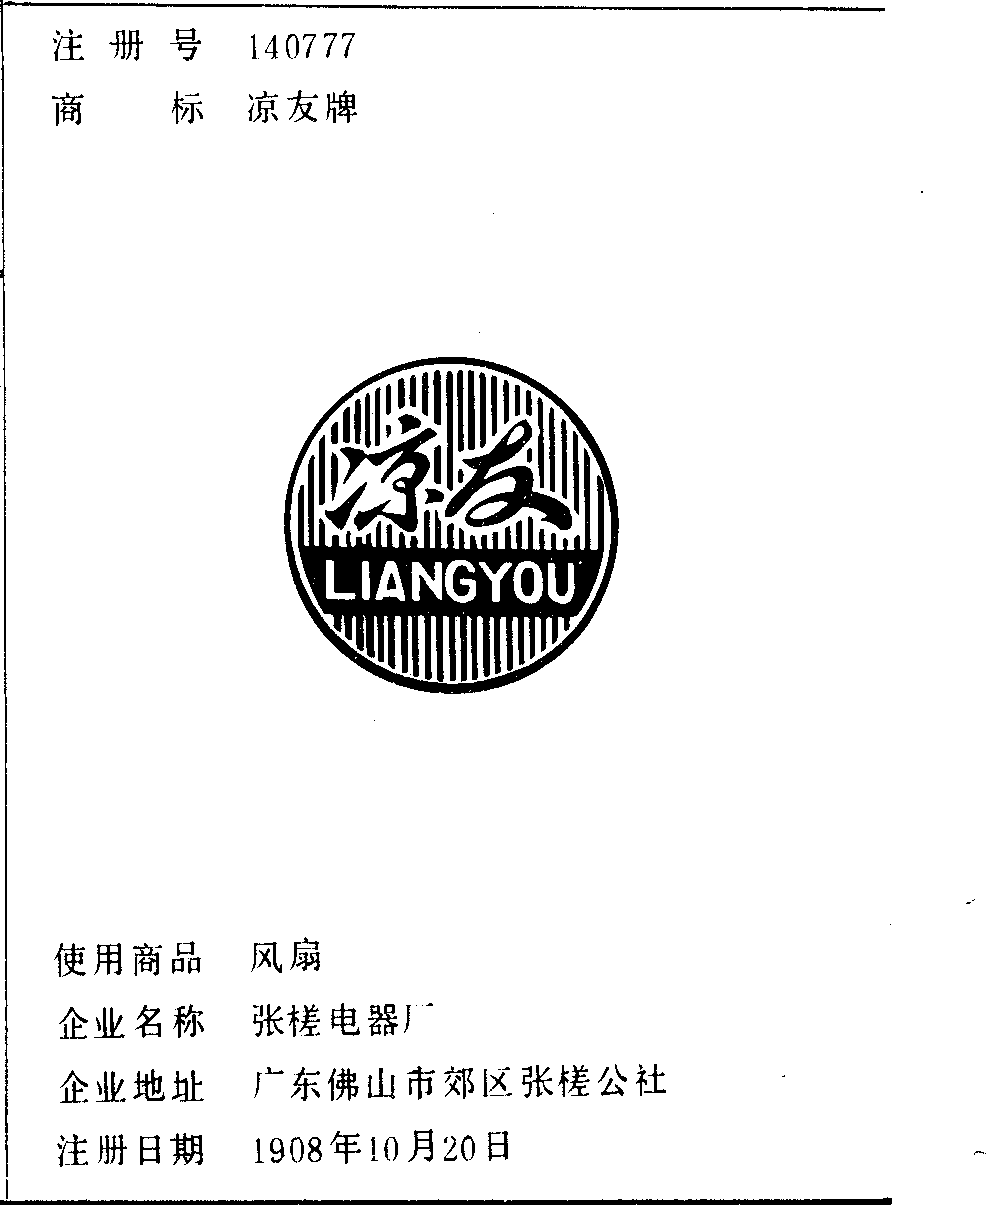 注册号 140777
商标 凉友牌
凉友
LIANGYOU
使用商品 风扇
企业名称 张槎电器厂
企业地址 广东佛山市郊区张槎公社
注册日期 1908年10月20日